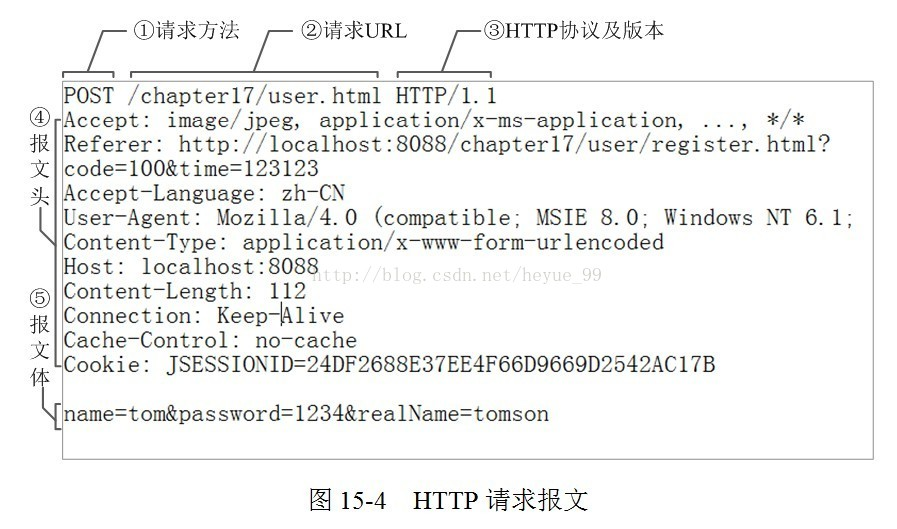 ①请求方法 ②请求URL ③HTTP协议及版本
POST /chapter17/user.html HTTP/1.1
④报文头
Accept: image/jpeg, application/x-ms-application, ..., */*
Referer: http://localhost:8088/chapter17/user/register.html?
code=100&time=123123
Accept-Language: zh-CN
User-Agent: Mozilla/4.0 (compatible; MSIE 8.0; Windows NT 6.1;
Content-Type: application/x-www-form-urlencoded
Host: localhost:8088
http://blog.csdn.net/heyue_99
Content-Length: 112
Connection: Keep-Alive
Cache-Control: no-cache
Cookie: JSESSIONID=24DF2688E37EE4F66D9669D2542AC17B
⑤报文体
name=tom&password=1234&realName=tomson
图 15-4 HTTP 请求报文